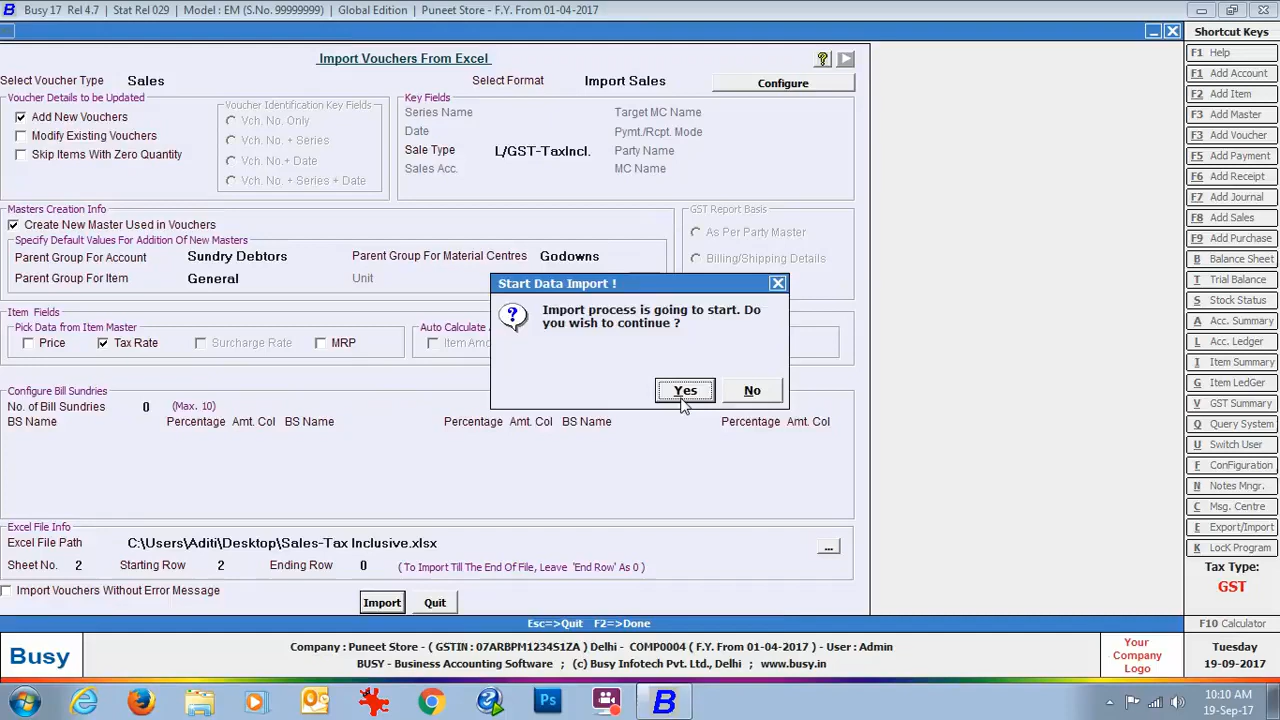 Busy 17 Rel 4.7 | Stat Rel 029 | Model : EM (S.No. 99999999) | Global Edition | Puneet Store - F.Y. From 01-04-2017
Import Vouchers From Excel
Select Voucher Type Sales Select Format Import Sales Configure
Voucher Details to be Updated
Add New Vouchers
Modify Existing Vouchers
Skip Items With Zero Quantity
Voucher Identification Key Fields
Vch. No. Only
Vch. No. + Series
Vch. No.+ Date
Vch. No. + Series + Date
Key Fields
Series Name Target MC Name
Date Pymt./Rcpt. Mode
Sale Type L/GST-TaxIncl. Party Name
Sales Acc. MC Name
Masters Creation Info
Create New Master Used in Vouchers
Specify Default Values For Addition Of New Masters
Parent Group For Account Sundry Debtors Parent Group For Material Centres Godowns
Parent Group For Item General Unit
GST Report Basis
As Per Party Master
Billing/Shipping Details
Start Data Import !
Import process is going to start. Do
you wish to continue ?
Yes No
Item Fields
Pick Data from Item Master
Price Tax Rate Surcharge Rate MRP
Auto Calculate
Item Amo
Configure Bill Sundries
No. of Bill Sundries 0 (Max. 10)
BS Name Percentage Amt. Col BS Name Percentage Amt. Col BS Name Percentage Amt. Col
Excel File Info
Excel File Path C:\Users\Aditi\Desktop\Sales-Tax Inclusive.xlsx ...
Sheet No. 2 Starting Row 2 Ending Row 0 (To Import Till The End Of File, Leave 'End Row' As 0 )
Import Vouchers Without Error Message
Import Quit
Esc=>Quit F2=>Done
Shortcut Keys
F1 Help
F1 Add Account
F2 Add Item
F3 Add Master
F3 Add Voucher
F5 Add Payment
F6 Add Receipt
F7 Add Journal
F8 Add Sales
F9 Add Purchase
B Balance Sheet
T Trial Balance
S Stock Status
A Acc. Summary
L Acc. Ledger
I Item Summary
G Item LedGer
V GST Summary
Q Query System
U Switch User
F ConFiguration
N Notes Mngr.
C Msg. Centre
E Export/Import
K LocK Program
Tax Type:
GST
F10 Calculator
Busy
Company : Puneet Store - ( GSTIN : 07ARBPM1234S1ZA ) Delhi - COMP0004 ( F.Y. From 01-04-2017 ) - User : Admin
BUSY - Business Accounting Software ; (c) Busy Infotech Pvt. Ltd., Delhi ; www.busy.in
Your
Company
Logo
Tuesday
19-09-2017
Ps
10:10 AM
19-Sep-17